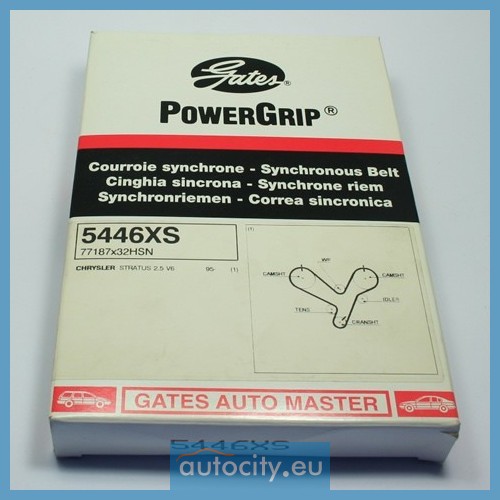 Gates®
POWERGRIP®
Courroie synchrone - Synchronous Belt
Cinghia sincrona - Synchrone riem
Synchronriemen - Correa sincronica
5446XS
77187x32HSN
CHRYSLER STRATUS 2.5 V6 95/ (1)
(1)
WP
CAMSHT CAMSHT
IDLER
TENS
CRANSHT
GATES AUTO MASTER
5446XS
autocity.eu